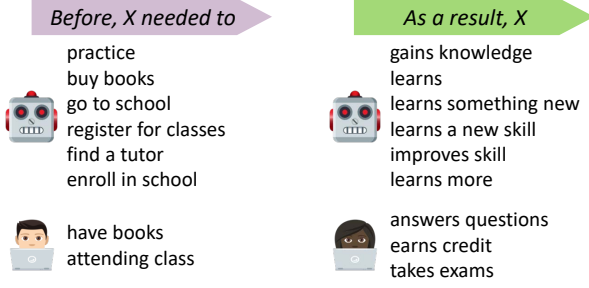 Before, X needed to
practice
buy books
go to school
register for classes
find a tutor
enroll in school
have books
attending class
As a result, X
gains knowledge
learns
learns something new
learns a new skill
improves skill
learns more
answers questions
earns credit
takes exams